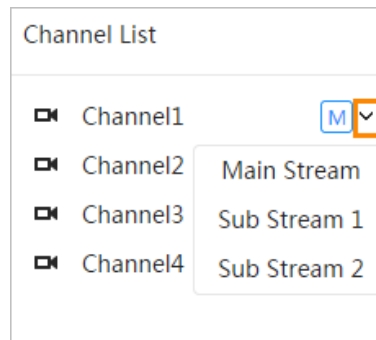 Channel List
Channel1 M
Channel2
Main Stream
Channel3
Sub Stream 1
Channel4
Sub Stream 2